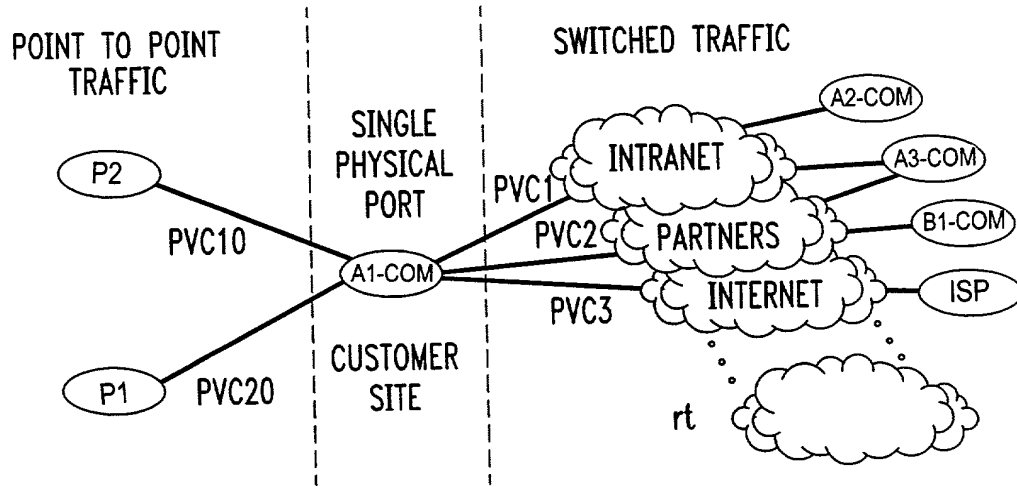 POINT TO POINT
TRAFFIC
SWITCHED TRAFFIC
SINGLE
PHYSICAL
PORT
CUSTOMER
SITE
P2
PVC10
P1
PVC20
A1-COM
PVC1
PVC2
PVC3
INTRANET
PARTNERS
INTERNET
A2-COM
A3-COM
B1-COM
ISP
rt